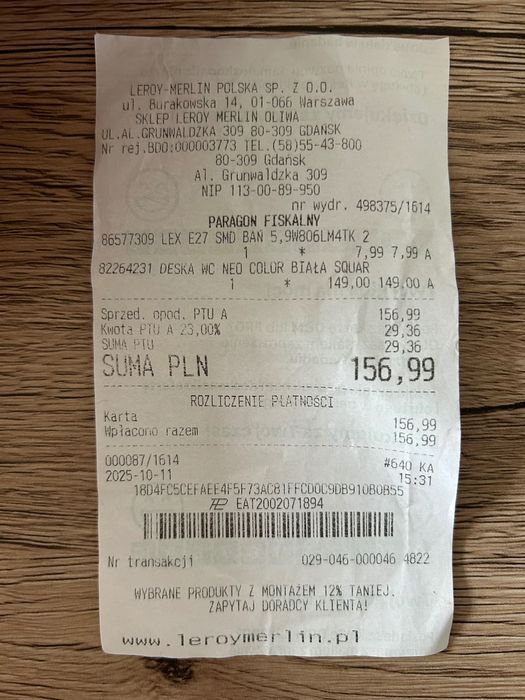 LEROY-MERLIN POLSKA SP. Z O.O.
ul. Burakowska 14, 01-066 Warszawa
SKLEP LEROY MERLIN OLIWA
UL.AL.GRUNWALDZKA 309 80-309 GDAŃSK
Nr rej.BDO:000003773 TEL.(58)55-43-800
80-309 Gdańsk
Al. Grunwaldzka 309
NIP 113-00-89-950
nr wydr. 498375/1614
PARAGON FISKALNY
86577309 LEX E27 SMD BAŃ 5,9W806LM4TK 2
1 * 7,99 7,99 A
82264231 DESKA WC NEO COLOR BIAŁA SQUAR
1 * 149,00 149,00 A
Sprzed. opod. PTU A 156,99
Kwota PTU A 23,00% 29,36
SUMA PTU 29,36
SUMA PLN 156,99
ROZLICZENIE PŁATNOŚCI
Karta 156,99
Wpłacono razem 156,99
000087/1614 #640 KA
2025-10-11 15:31
18D4FC5CEFAEE4F5F73AC81FFCD0C9DB910B0B55
EAT2002071894
Nr transakcji 029-046-000046 4822
WYBRANE PRODUKTY Z MONTAŻEM 12% TANIEJ.
ZAPYTAJ DORADCY KLIENTA!
www.leroymerlin.pl